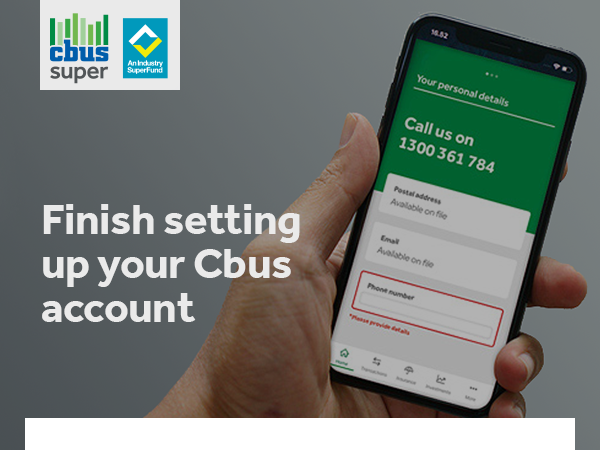 cbus
super
An Industry
SuperFund
Finish setting
up your Cbus
account
16.52
Your personal details
Call us on
1300 361 784
Postal address
Available on file
Email
Available on file
Phone number
*Please provide details
Home
Transactions
Insurance
Investments
More